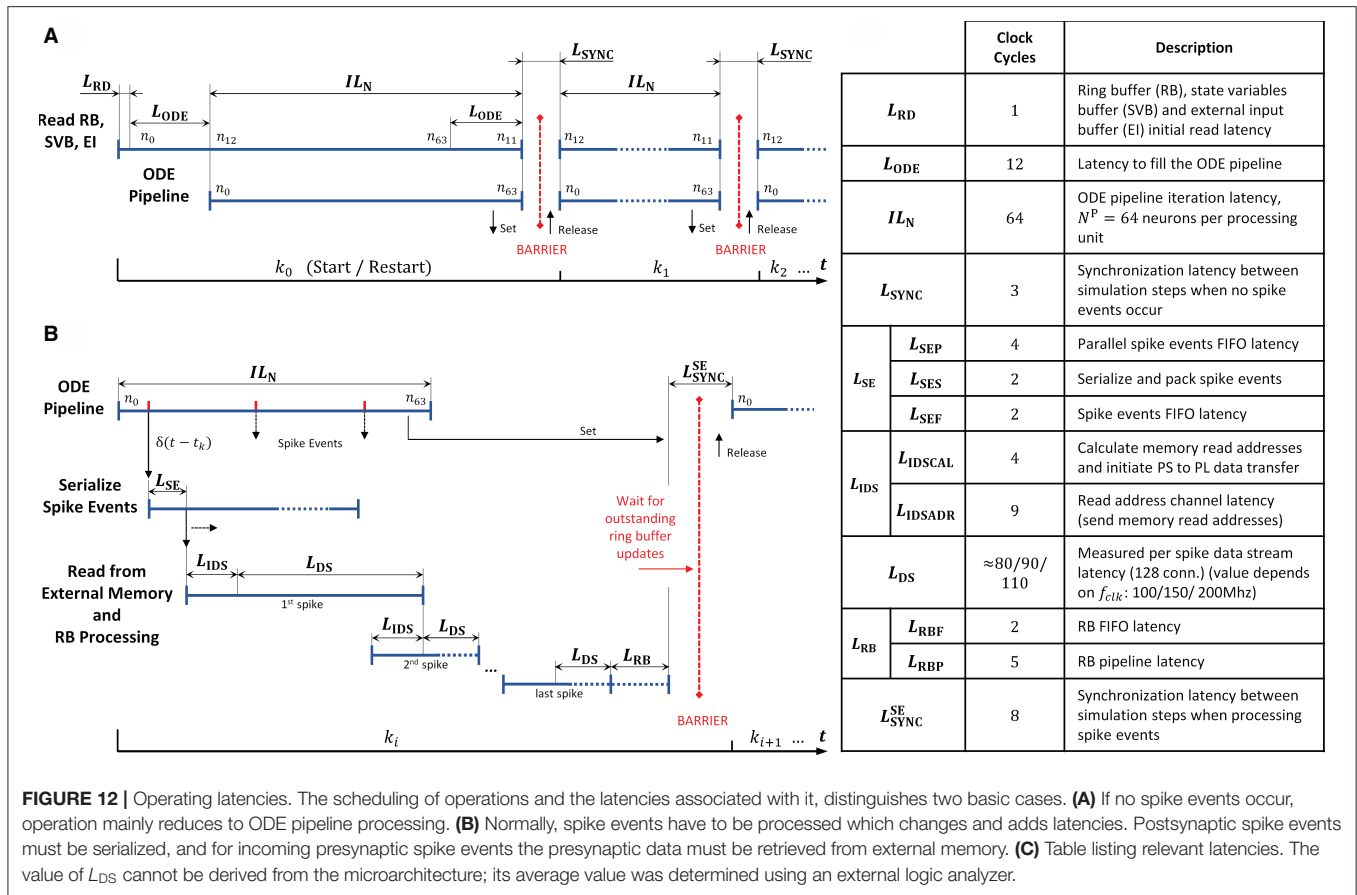 A
L_SYNC
L_SYNC
L_RD
IL_N
IL_N
L_ODE
L_ODE
Read RB,
SVB, EI
n_0
n_12
n_63
n_11
n_12
n_11
n_12
ODE
Pipeline
n_0
n_63
n_0
n_63
n_0
Set
Release
Set
Release
BARRIER
BARRIER
k_0 (Start / Restart)
k_1
k_2 ... t
B
IL_N
L_SYNC^SE
ODE
Pipeline
n_0
n_63
n_0
δ(t − t_k)
Spike Events
Set
Release
Serialize
Spike Events
L_SE
Wait for
outstanding
ring buffer
updates
Read from
External Memory
and
RB Processing
L_IDS
L_DS
1st spike
L_IDS
L_DS
2nd spike
...
L_DS
L_RB
last spike
BARRIER
k_i
k_{i+1} ... t
Clock
Cycles
Description
L_RD
1
Ring buffer (RB), state variables
buffer (SVB) and external input
buffer (EI) initial read latency
L_ODE
12
Latency to fill the ODE pipeline
IL_N
64
ODE pipeline iteration latency,
N^P = 64 neurons per processing
unit
L_SYNC
3
Synchronization latency between
simulation steps when no spike
events occur
L_SE
L_SEP
4
Parallel spike events FIFO latency
L_SES
2
Serialize and pack spike events
L_SEF
2
Spike events FIFO latency
L_IDS
L_IDSCAL
4
Calculate memory read addresses
and initiate PS to PL data transfer
L_IDSADR
9
Read address channel latency
(send memory read addresses)
L_DS
≈80/90/
110
Measured per spike data stream
latency (128 conn.) (value depends
on f_clk: 100/150/ 200Mhz)
L_RB
L_RBF
2
RB FIFO latency
L_RBP
5
RB pipeline latency
L_SYNC^SE
8
Synchronization latency between
simulation steps when processing
spike events
FIGURE 12 | Operating latencies. The scheduling of operations and the latencies associated with it, distinguishes two basic cases. (A) If no spike events occur,
operation mainly reduces to ODE pipeline processing. (B) Normally, spike events have to be processed which changes and adds latencies. Postsynaptic spike events
must be serialized, and for incoming presynaptic spike events the presynaptic data must be retrieved from external memory. (C) Table listing relevant latencies. The
value of L_DS cannot be derived from the microarchitecture; its average value was determined using an external logic analyzer.